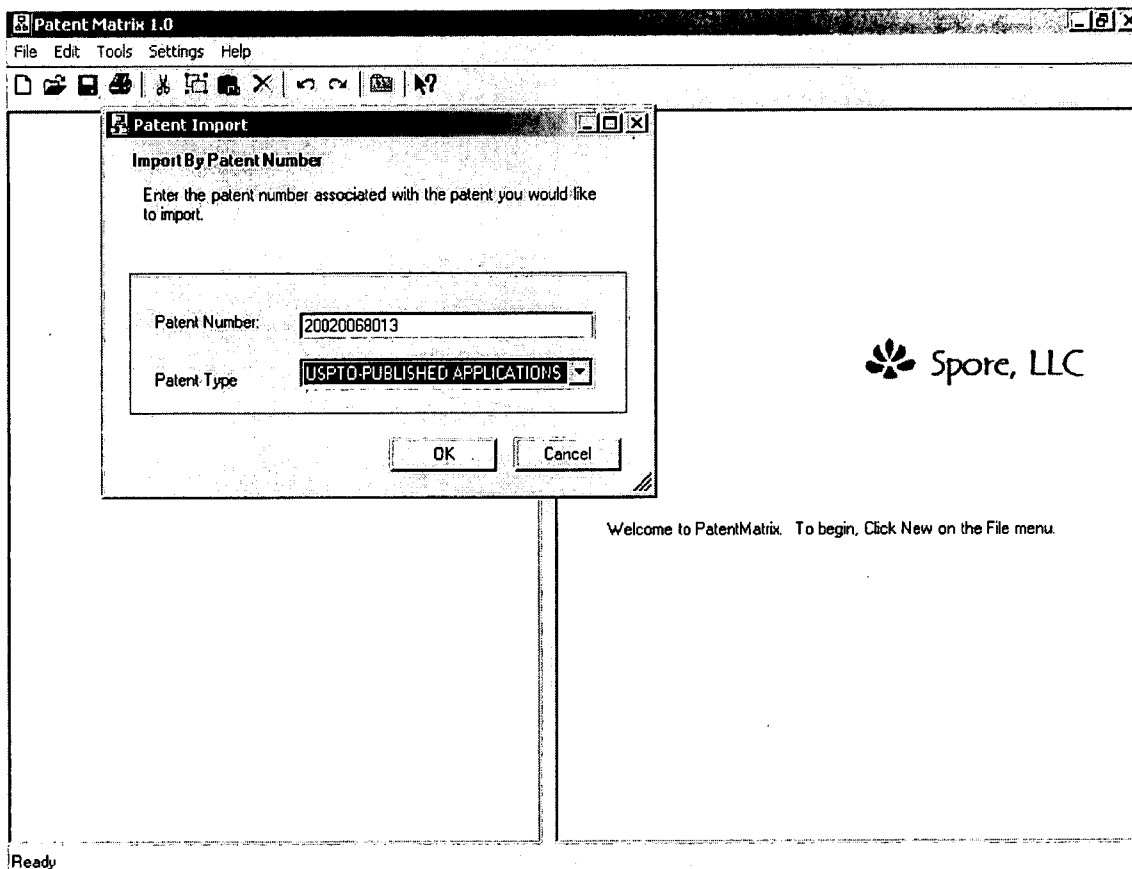 Patent Matrix 1.0
File Edit Tools Settings Help
Patent Import
Import By Patent Number
Enter the patent number associated with the patent you would like
to import.
Patent Number: 20020068013
Patent Type USPTO-PUBLISHED APPLICATIONS
OK Cancel
Spore, LLC
Welcome to PatentMatrix. To begin, Click New on the File menu.
Ready